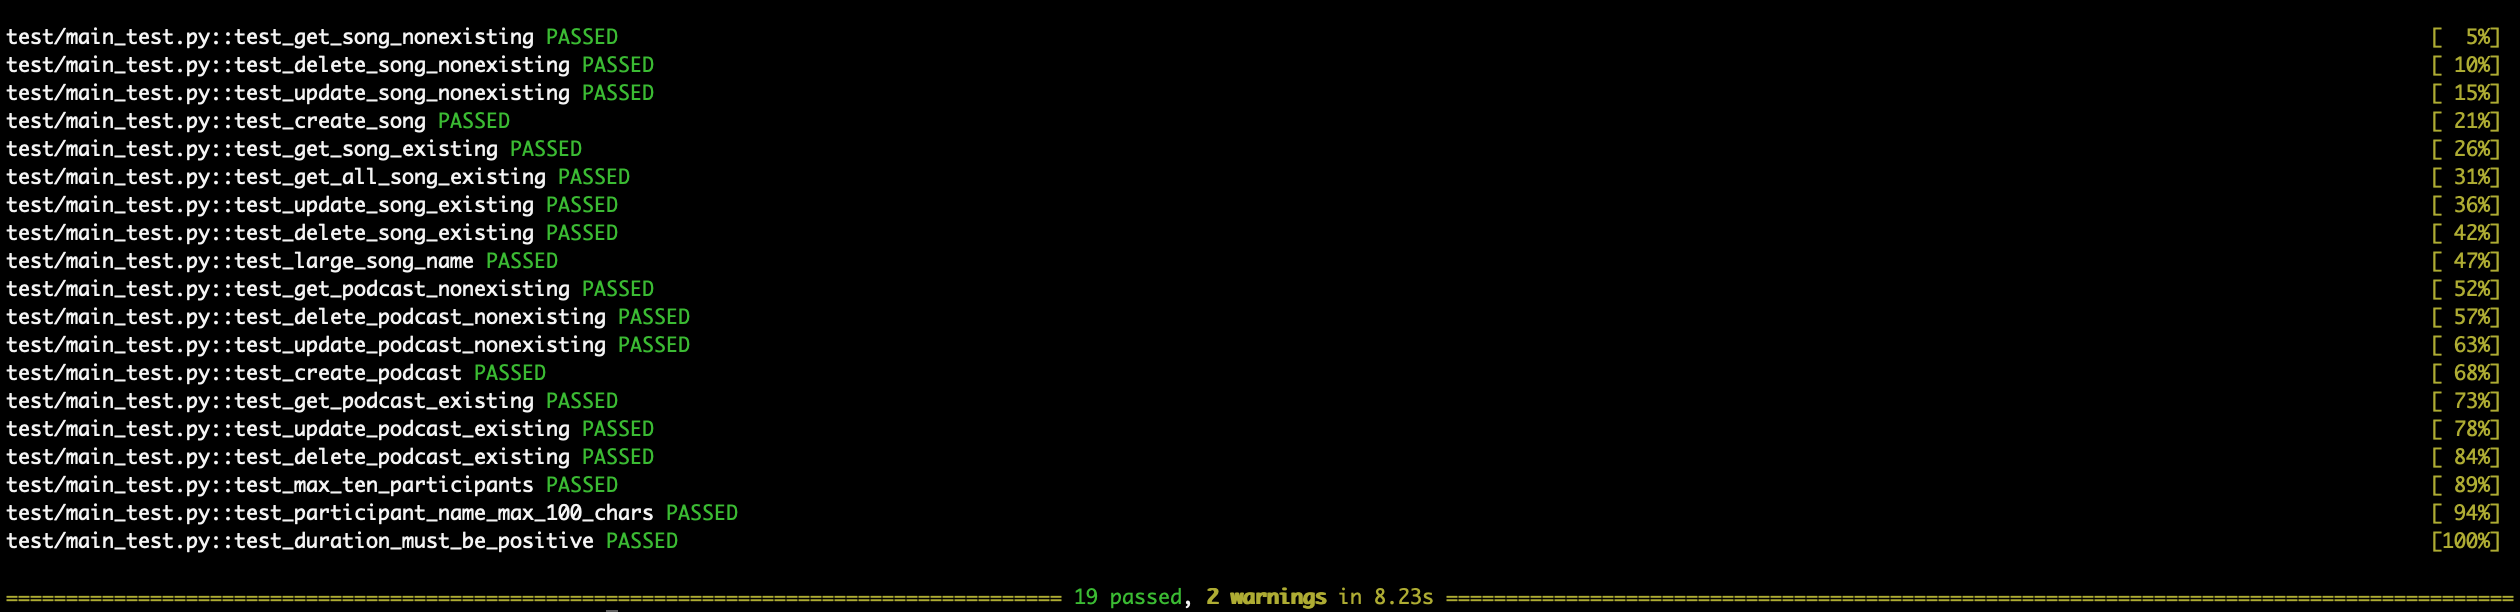 test/main_test.py::test_get_song_nonexisting PASSED [  5%]
test/main_test.py::test_delete_song_nonexisting PASSED [ 10%]
test/main_test.py::test_update_song_nonexisting PASSED [ 15%]
test/main_test.py::test_create_song PASSED [ 21%]
test/main_test.py::test_get_song_existing PASSED [ 26%]
test/main_test.py::test_get_all_song_existing PASSED [ 31%]
test/main_test.py::test_update_song_existing PASSED [ 36%]
test/main_test.py::test_delete_song_existing PASSED [ 42%]
test/main_test.py::test_large_song_name PASSED [ 47%]
test/main_test.py::test_get_podcast_nonexisting PASSED [ 52%]
test/main_test.py::test_delete_podcast_nonexisting PASSED [ 57%]
test/main_test.py::test_update_podcast_nonexisting PASSED [ 63%]
test/main_test.py::test_create_podcast PASSED [ 68%]
test/main_test.py::test_get_podcast_existing PASSED [ 73%]
test/main_test.py::test_update_podcast_existing PASSED [ 78%]
test/main_test.py::test_delete_podcast_existing PASSED [ 84%]
test/main_test.py::test_max_ten_participants PASSED [ 89%]
test/main_test.py::test_participant_name_max_100_chars PASSED [ 94%]
test/main_test.py::test_duration_must_be_positive PASSED [100%]
======================================================================================== 19 passed, 2 warnings in 8.23s =========================================================================================